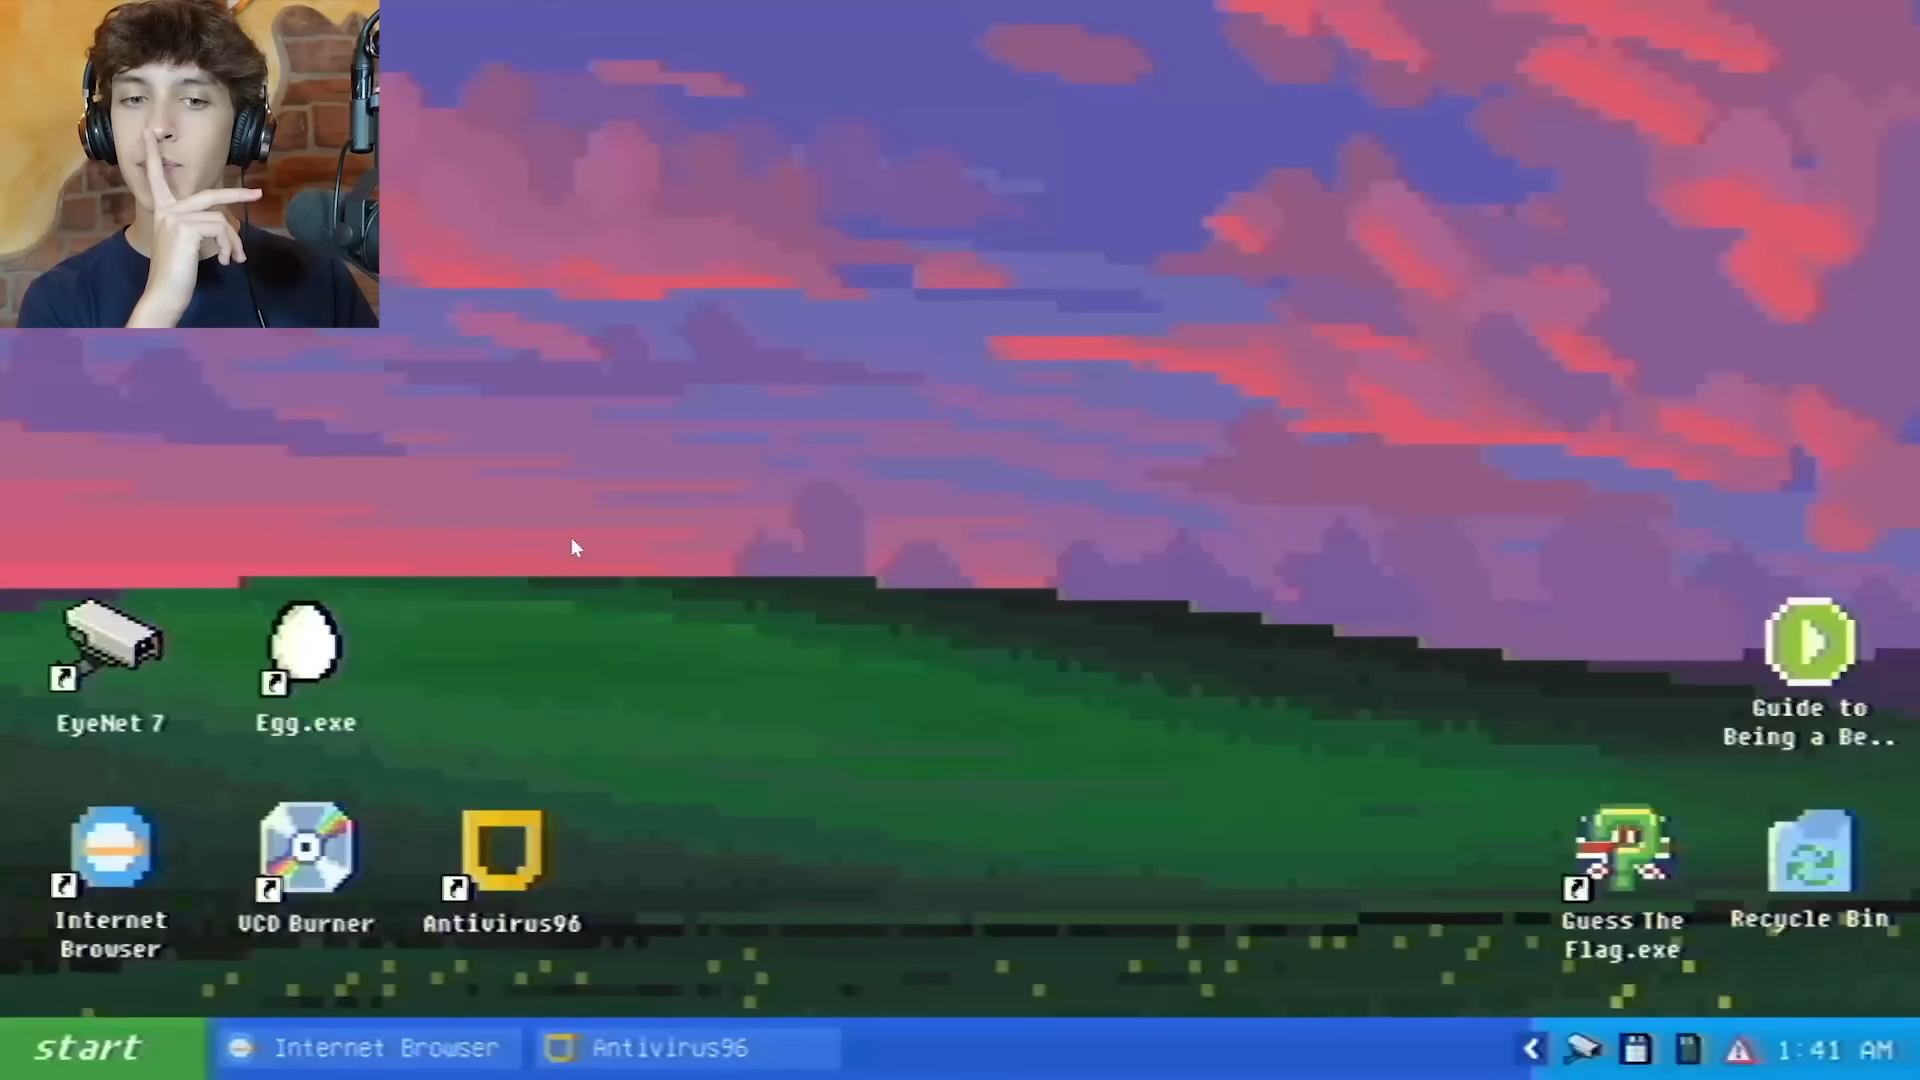 EyeNet 7
Egg.exe
Guide to
Being a Be..
Internet
Browser
VCD Burner
Antivirus96
Guess The
Flag.exe
Recycle Bin
start
Internet Browser
Antivirus96
1:41 AM